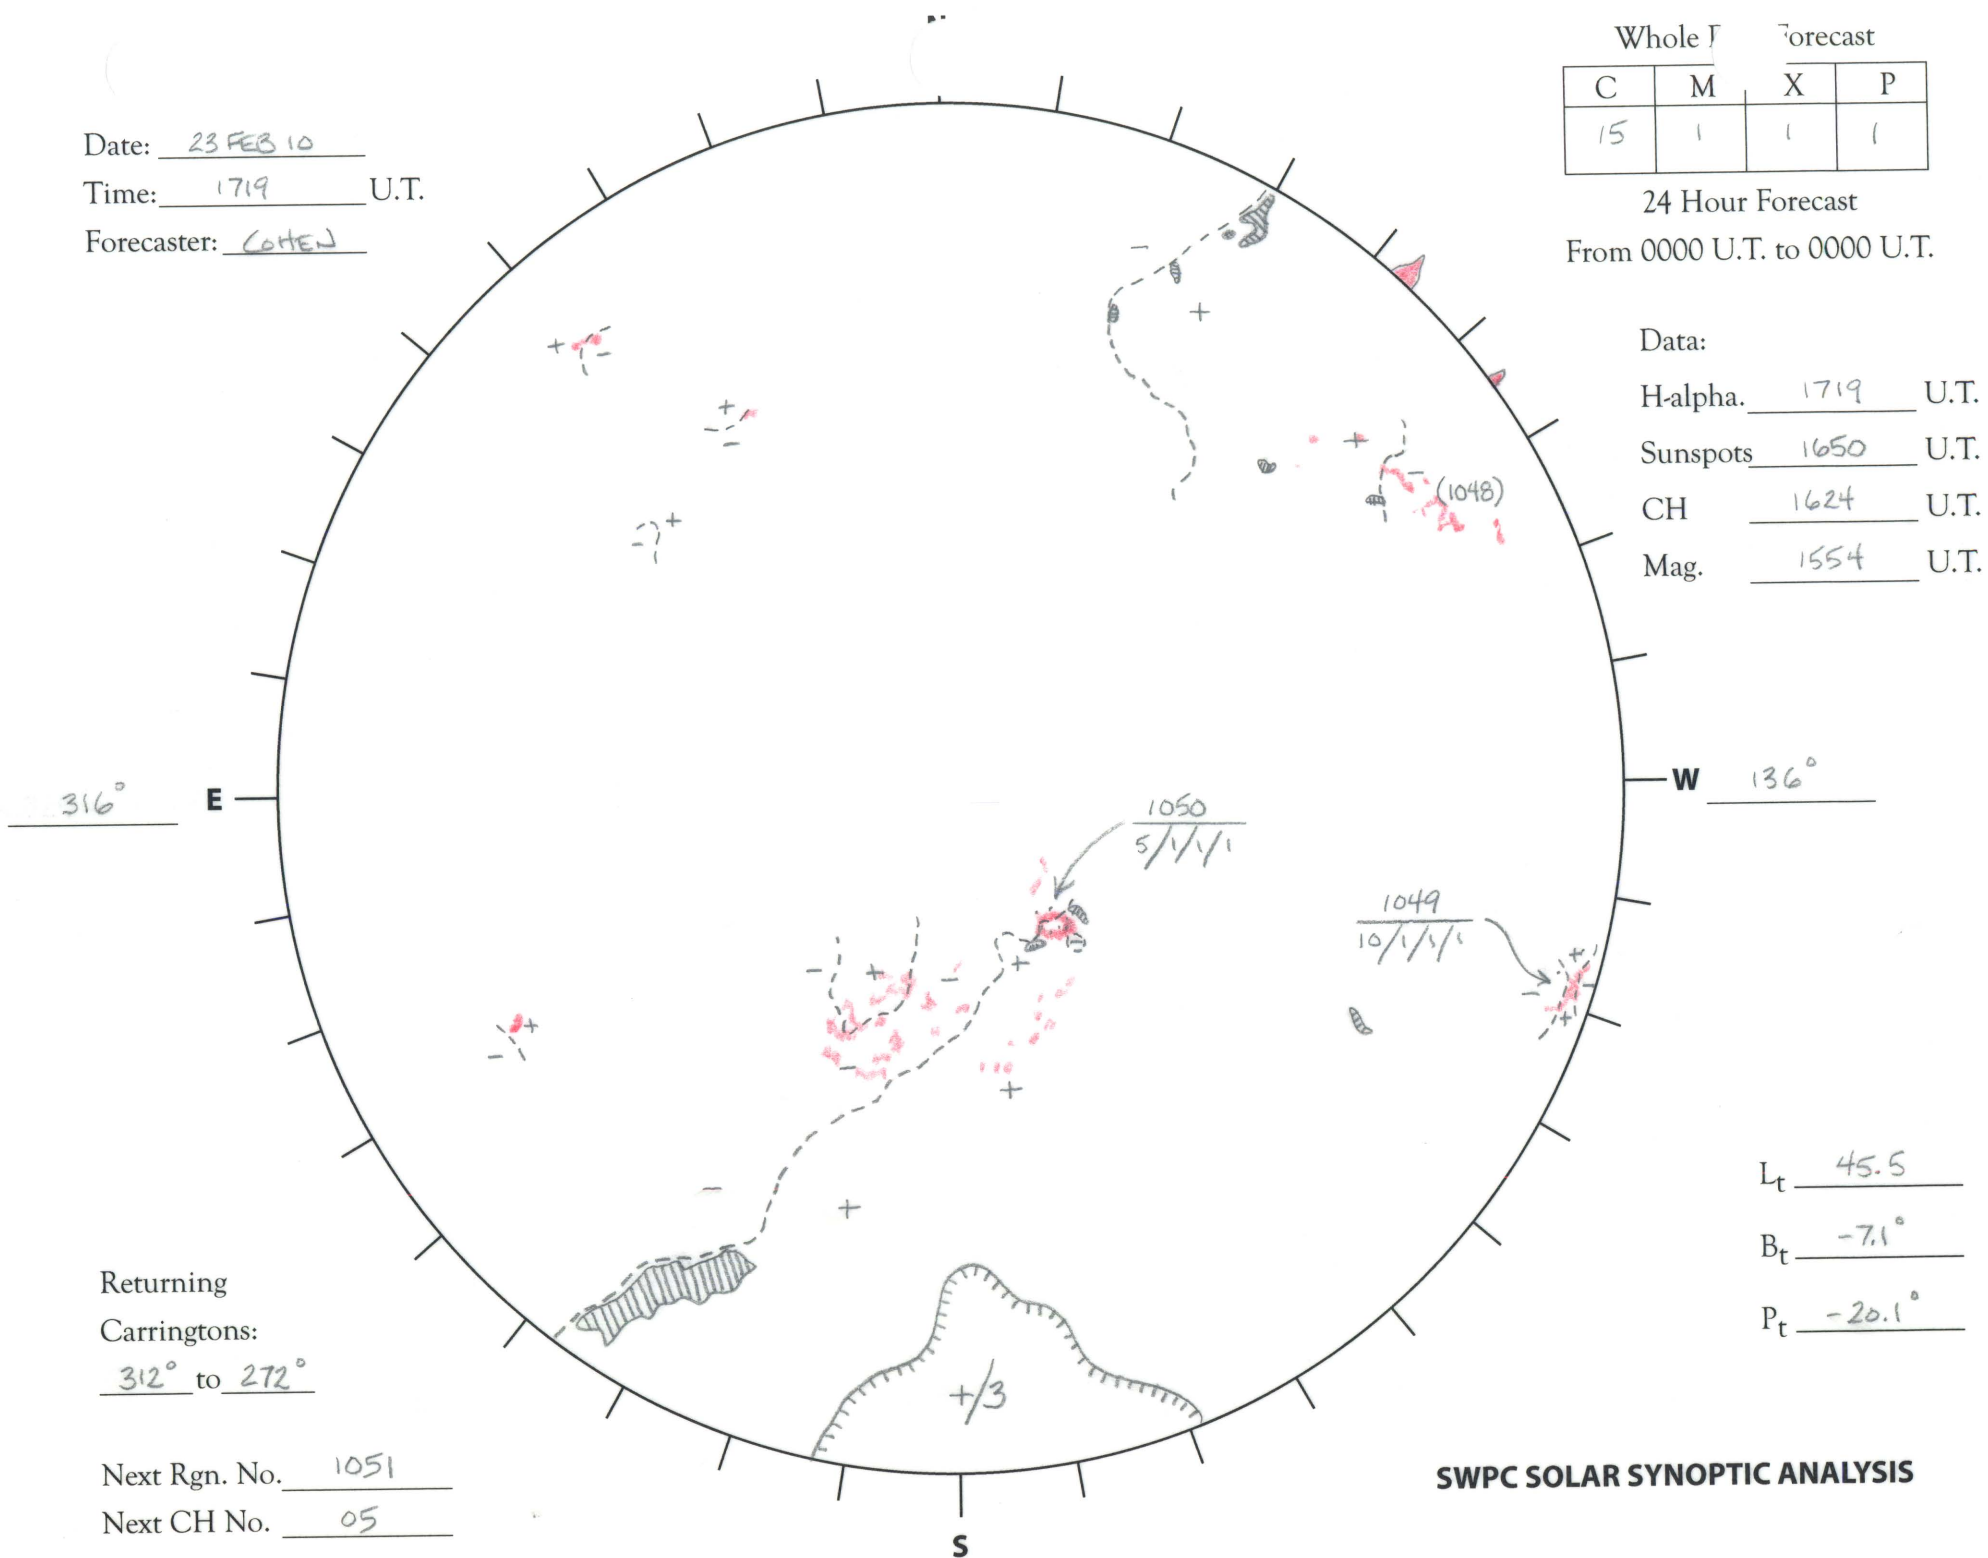 Whole Forecast
C M X P
15 1 1 1
24 Hour Forecast
From 0000 U.T. to 0000 U.T.
Date: 23 FEB 10
Time: 1719 U.T.
Forecaster: COHEN
Data:
H-alpha. 1719 U.T.
Sunspots 1650 U.T.
CH 1624 U.T.
Mag. 1554 U.T.
- +
+ -
+ - -
+ - (1048)
- +
316° E
W 136°
1050
5/1/1/1
1049
10/1/1/1
- + - +
+ - - +
- +
- +
- +
+/3
Lt 45.5
Bt -7.1°
Pt -20.1°
Returning
Carringtons:
312° to 272°
Next Rgn. No. 1051
Next CH No. 05
SWPC SOLAR SYNOPTIC ANALYSIS
S